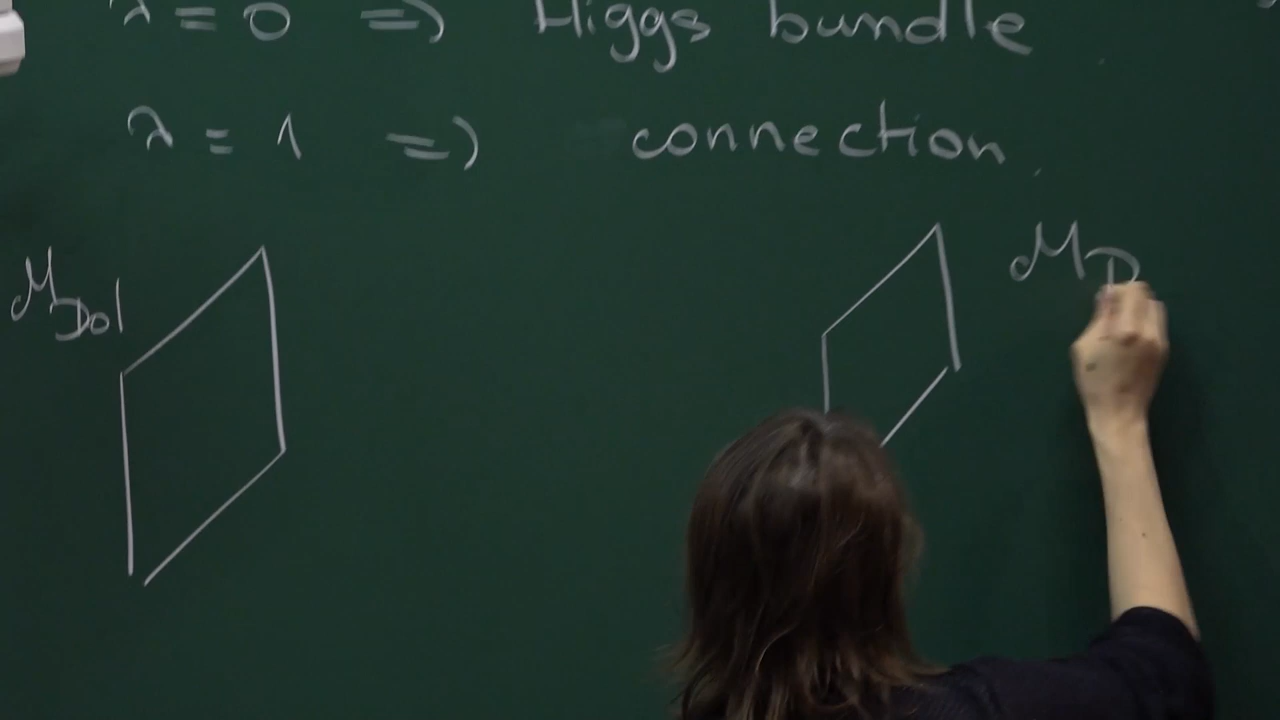 λ = 0 => Higgs bundle
λ = 1 => connection
M_Dol
M_D